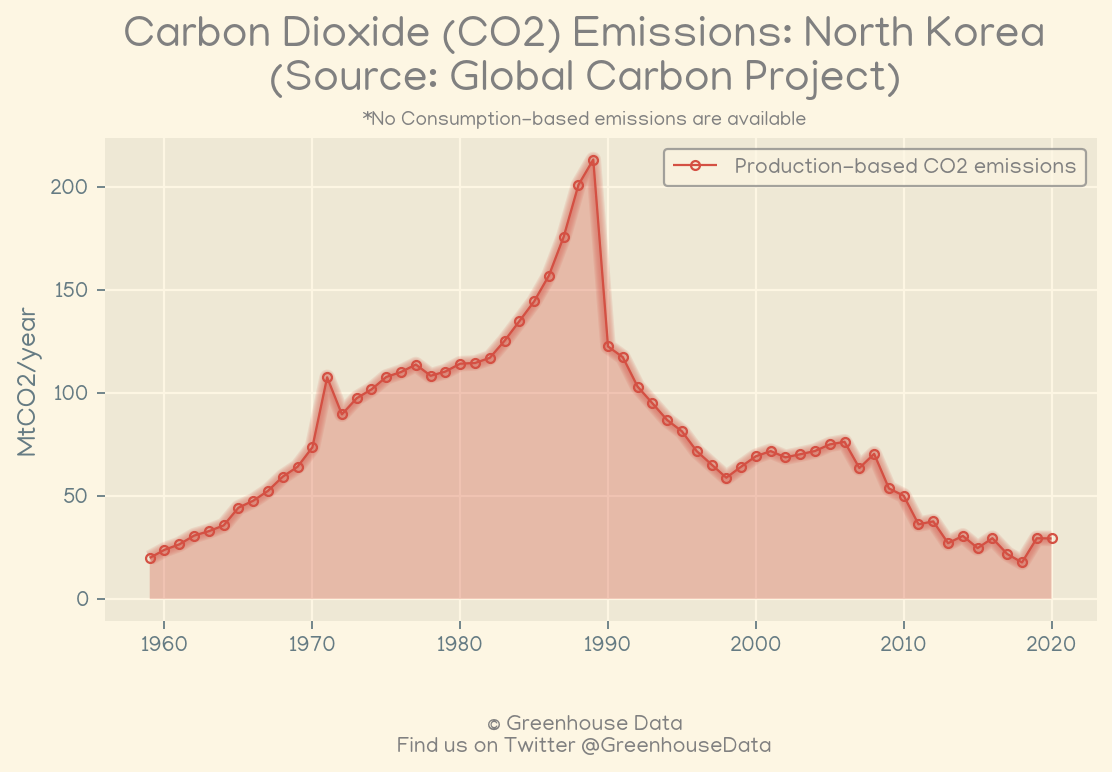 Carbon Dioxide (CO2) Emissions: North Korea
(Source: Global Carbon Project)
*No Consumption-based emissions are available
Production-based CO2 emissions
MtCO2/year
200
150
100
50
0
1960 1970 1980 1990 2000 2010 2020
© Greenhouse Data
Find us on Twitter @GreenhouseData